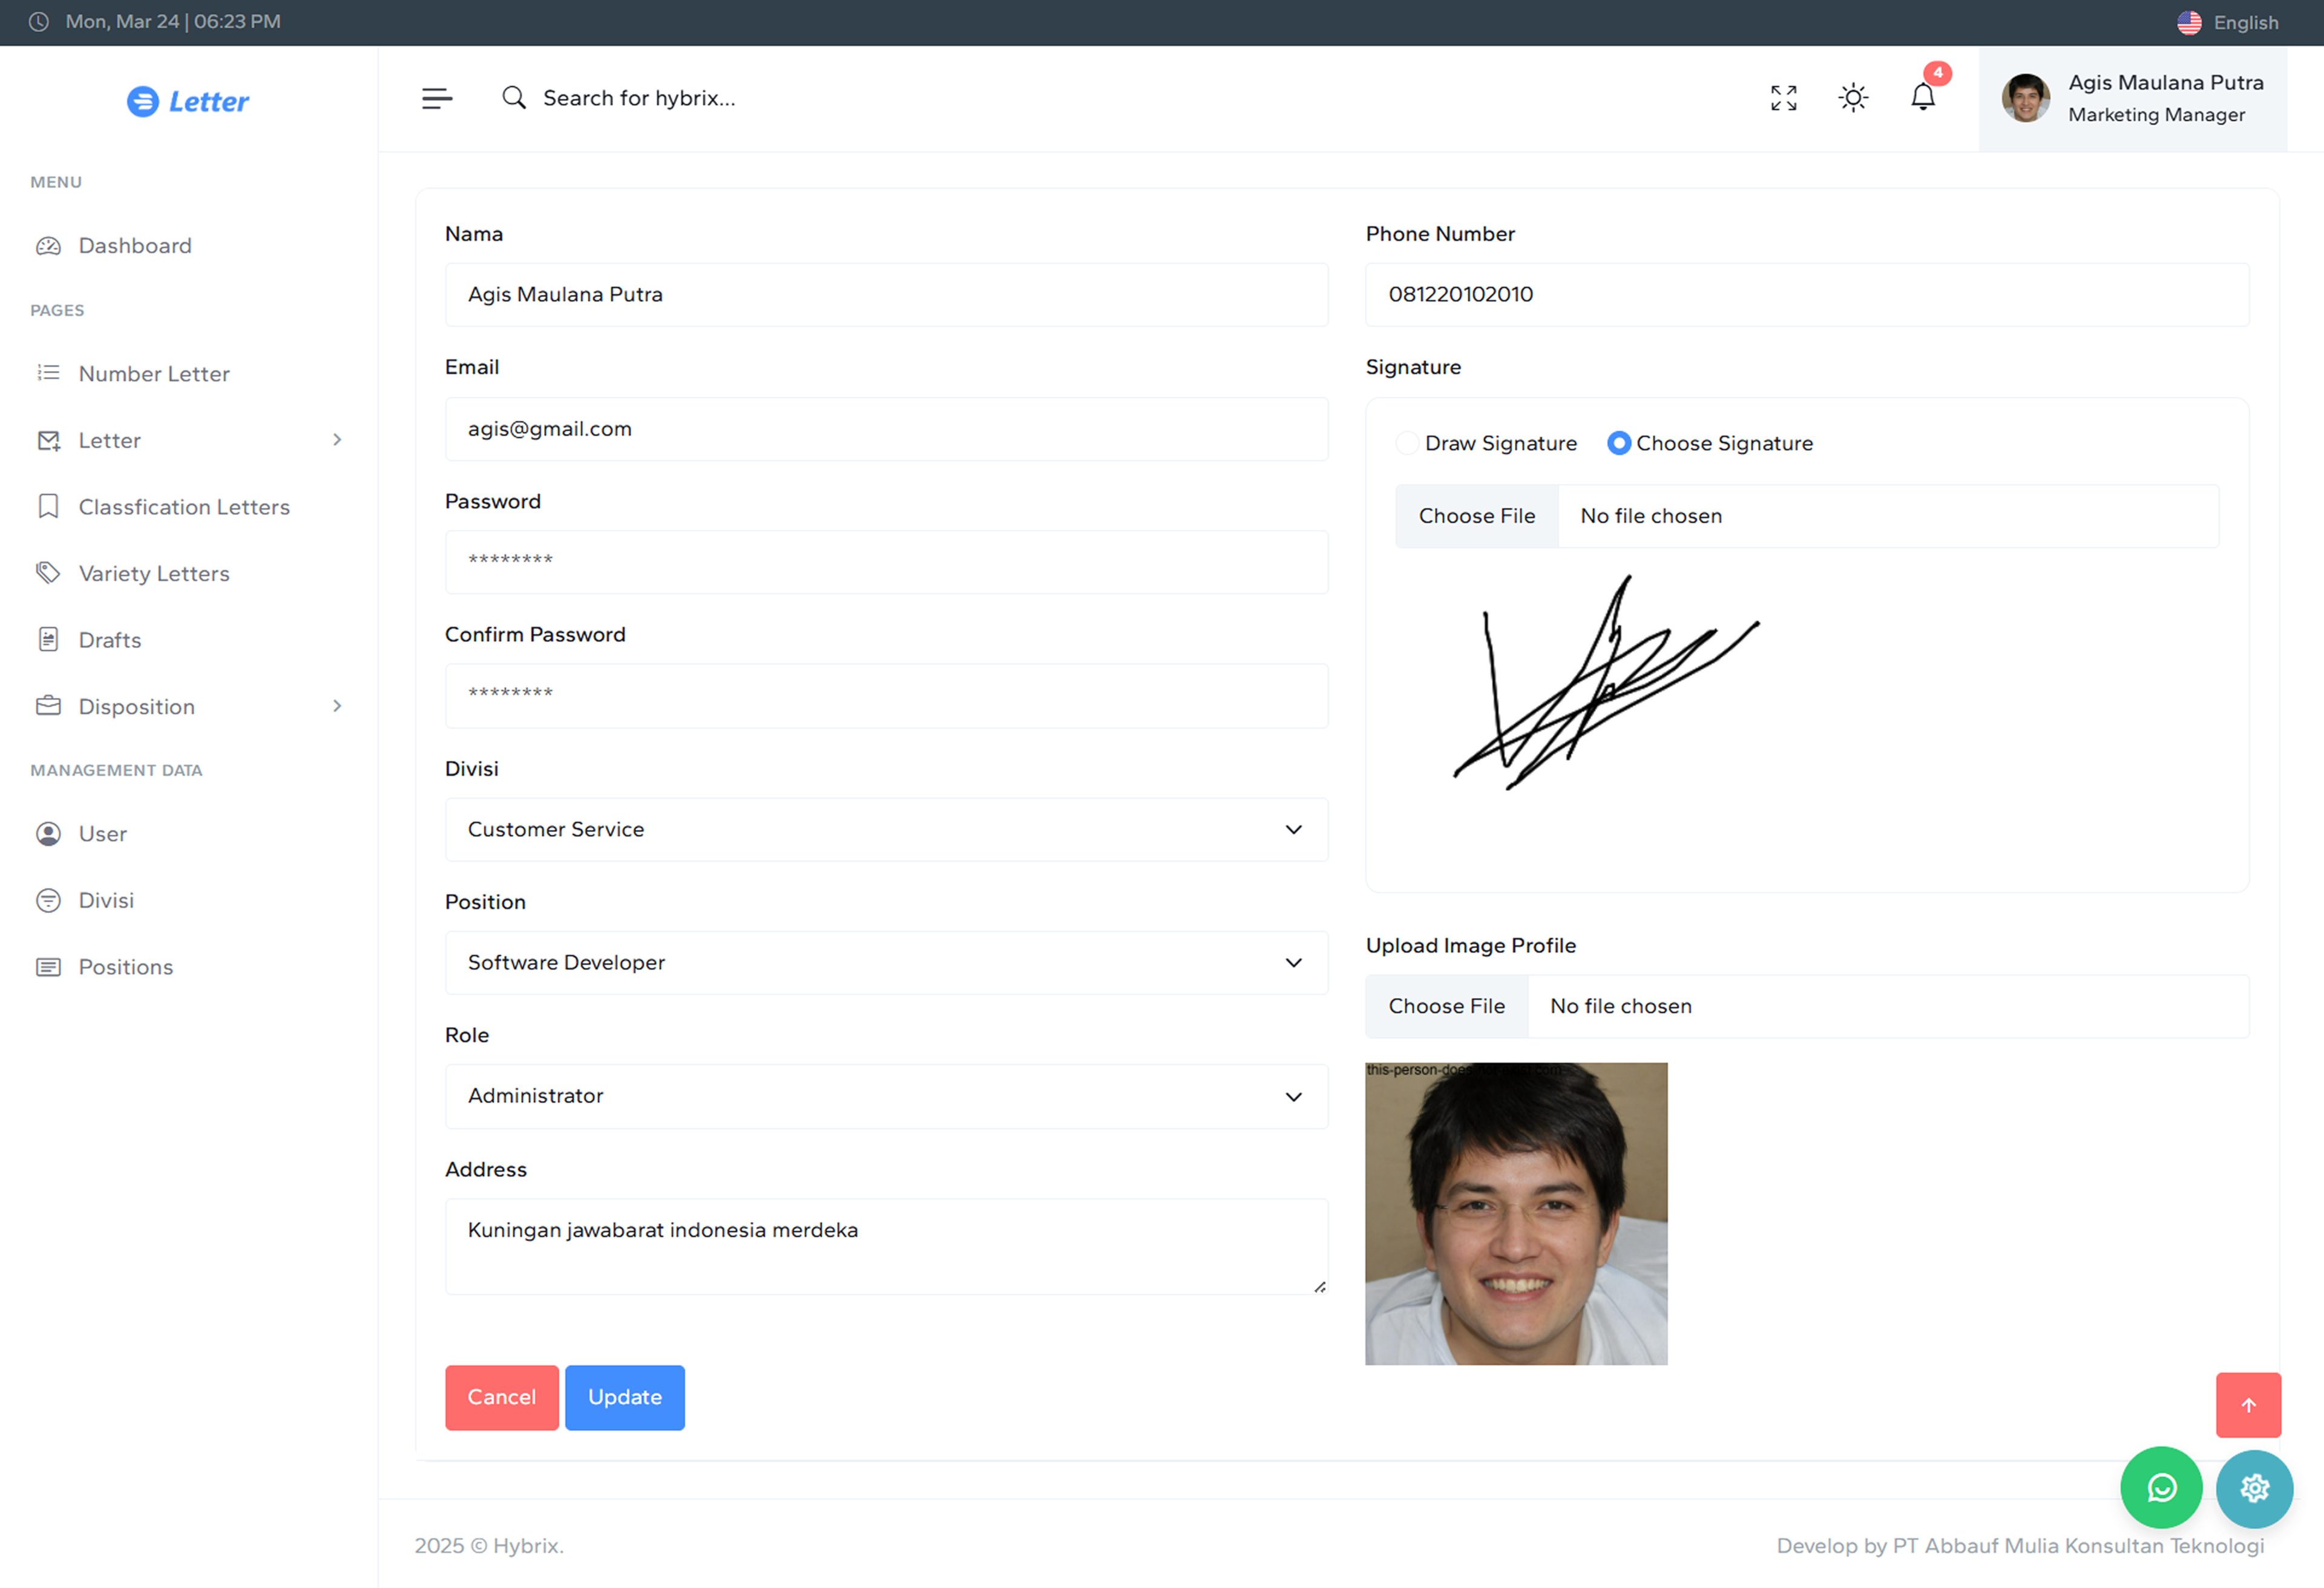 Mon, Mar 24 | 06:23 PM
English
Letter
Search for hybrix...
4
Agis Maulana Putra
Marketing Manager
MENU
Dashboard
PAGES
Number Letter
Letter
Classfication Letters
Variety Letters
Drafts
Disposition
MANAGEMENT DATA
User
Divisi
Positions
Nama
Agis Maulana Putra
Email
agis@gmail.com
Password
********
Confirm Password
********
Divisi
Customer Service
Position
Software Developer
Role
Administrator
Address
Kuningan jawabarat indonesia merdeka
Cancel Update
Phone Number
081220102010
Signature
Draw Signature Choose Signature
Choose File No file chosen
Upload Image Profile
Choose File No file chosen
this-person-does
2025 © Hybrix.
Develop by PT Abbauf Mulia Konsultan Teknologi